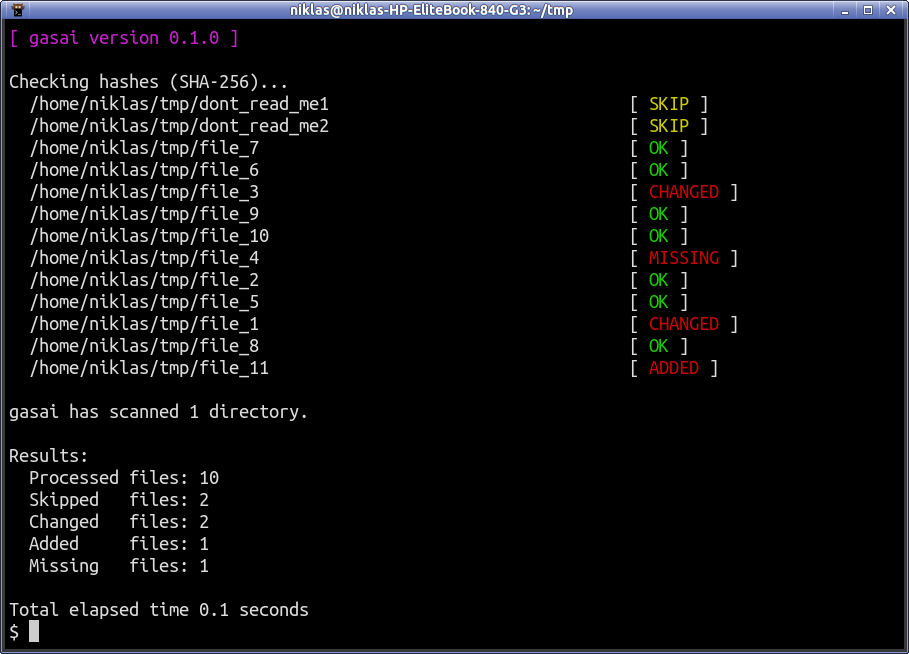 niklas@niklas-HP-EliteBook-840-G3: ~/tmp
[ gasai version 0.1.0 ]
Checking hashes (SHA-256)...
/home/niklas/tmp/dont_read_me1 [ SKIP ]
/home/niklas/tmp/dont_read_me2 [ SKIP ]
/home/niklas/tmp/file_7 [ OK ]
/home/niklas/tmp/file_6 [ OK ]
/home/niklas/tmp/file_3 [ CHANGED ]
/home/niklas/tmp/file_9 [ OK ]
/home/niklas/tmp/file_10 [ OK ]
/home/niklas/tmp/file_4 [ MISSING ]
/home/niklas/tmp/file_2 [ OK ]
/home/niklas/tmp/file_5 [ OK ]
/home/niklas/tmp/file_1 [ CHANGED ]
/home/niklas/tmp/file_8 [ OK ]
/home/niklas/tmp/file_11 [ ADDED ]
gasai has scanned 1 directory.
Results:
Processed files: 10
Skipped files: 2
Changed files: 2
Added files: 1
Missing files: 1
Total elapsed time 0.1 seconds
$